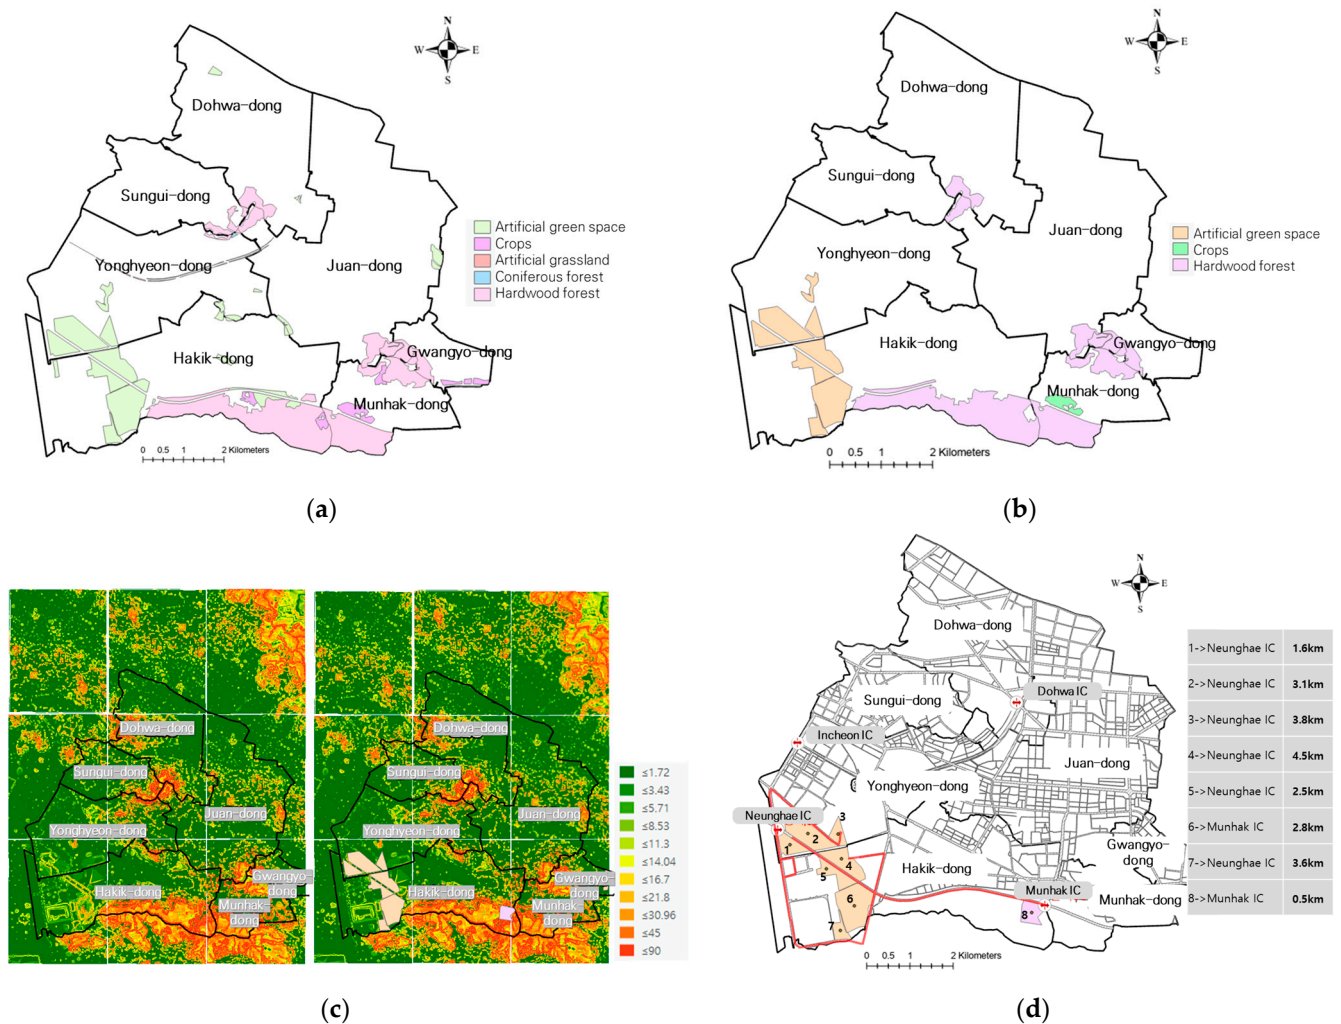 N
W E
S
Dohwa-dong
Sungui-dong
Yonghyeon-dong
Juan-dong
Hakik-dong
Gwangyo-dong
Munhak-dong
Artificial green space
Crops
Artificial grassland
Coniferous forest
Hardwood forest
0 0.5 1 2 Kilometers
(a)
N
W E
S
Dohwa-dong
Sungui-dong
Juan-dong
Yonghyeon-dong
Hakik-dong
Gwangyo-dong
Munhak-dong
Artificial green space
Crops
Hardwood forest
0 0.5 1 2 Kilometers
(b)
Dohwa-dong
Sungui-dong
Juan-dong
Yonghyeon-dong
Hakik-dong
Gwangyo-
dong
Munhak-
dong
Dohwa-dong
Sungui-dong
Juan-dong
Yonghyeon-dong
Hakik-dong
Gwangyo-
dong
Munhak-
dong
≤1.72
≤3.43
≤5.71
≤8.53
≤11.3
≤14.04
≤16.7
≤21.8
≤30.96
≤45
≤90
(c)
N
W E
S
Dohwa-dong
Dohwa IC
Sungui-dong
Incheon IC
Juan-dong
Yonghyeon-dong
Neunghae IC
1
2
3
4
5
6
7
8
Hakik-dong
Gwangyo-
dong
Munhak IC
Munhak-dong
0 0.5 1 2 Kilometers
1->Neunghae IC 1.6km
2->Neunghae IC 3.1km
3->Neunghae IC 3.8km
4->Neunghae IC 4.5km
5->Neunghae IC 2.5km
6->Munhak IC 2.8km
7->Neunghae IC 3.6km
8->Munhak IC 0.5km
(d)